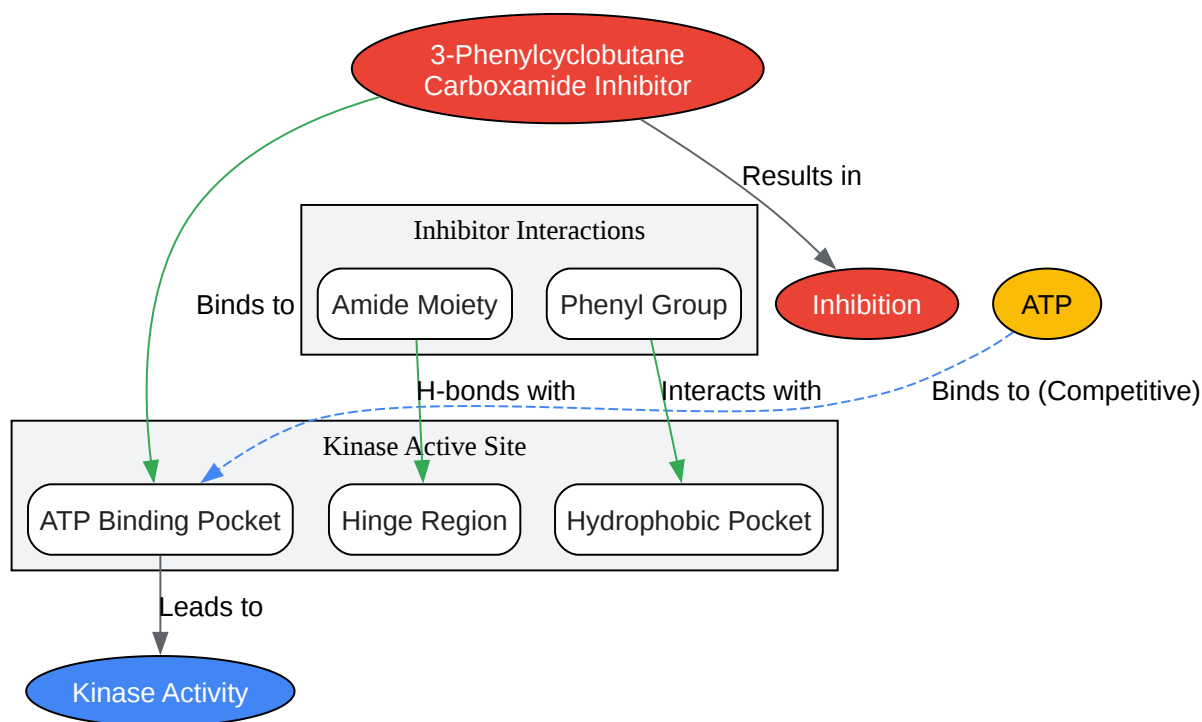 3-Phenylcyclobutane
Carboxamide Inhibitor
Results in
Inhibitor Interactions
Binds to
Amide Moiety
Phenyl Group
Inhibition
ATP
H-bonds with
Interacts with
Binds to (Competitive)
Kinase Active Site
ATP Binding Pocket
Hinge Region
Hydrophobic Pocket
Leads to
Kinase Activity